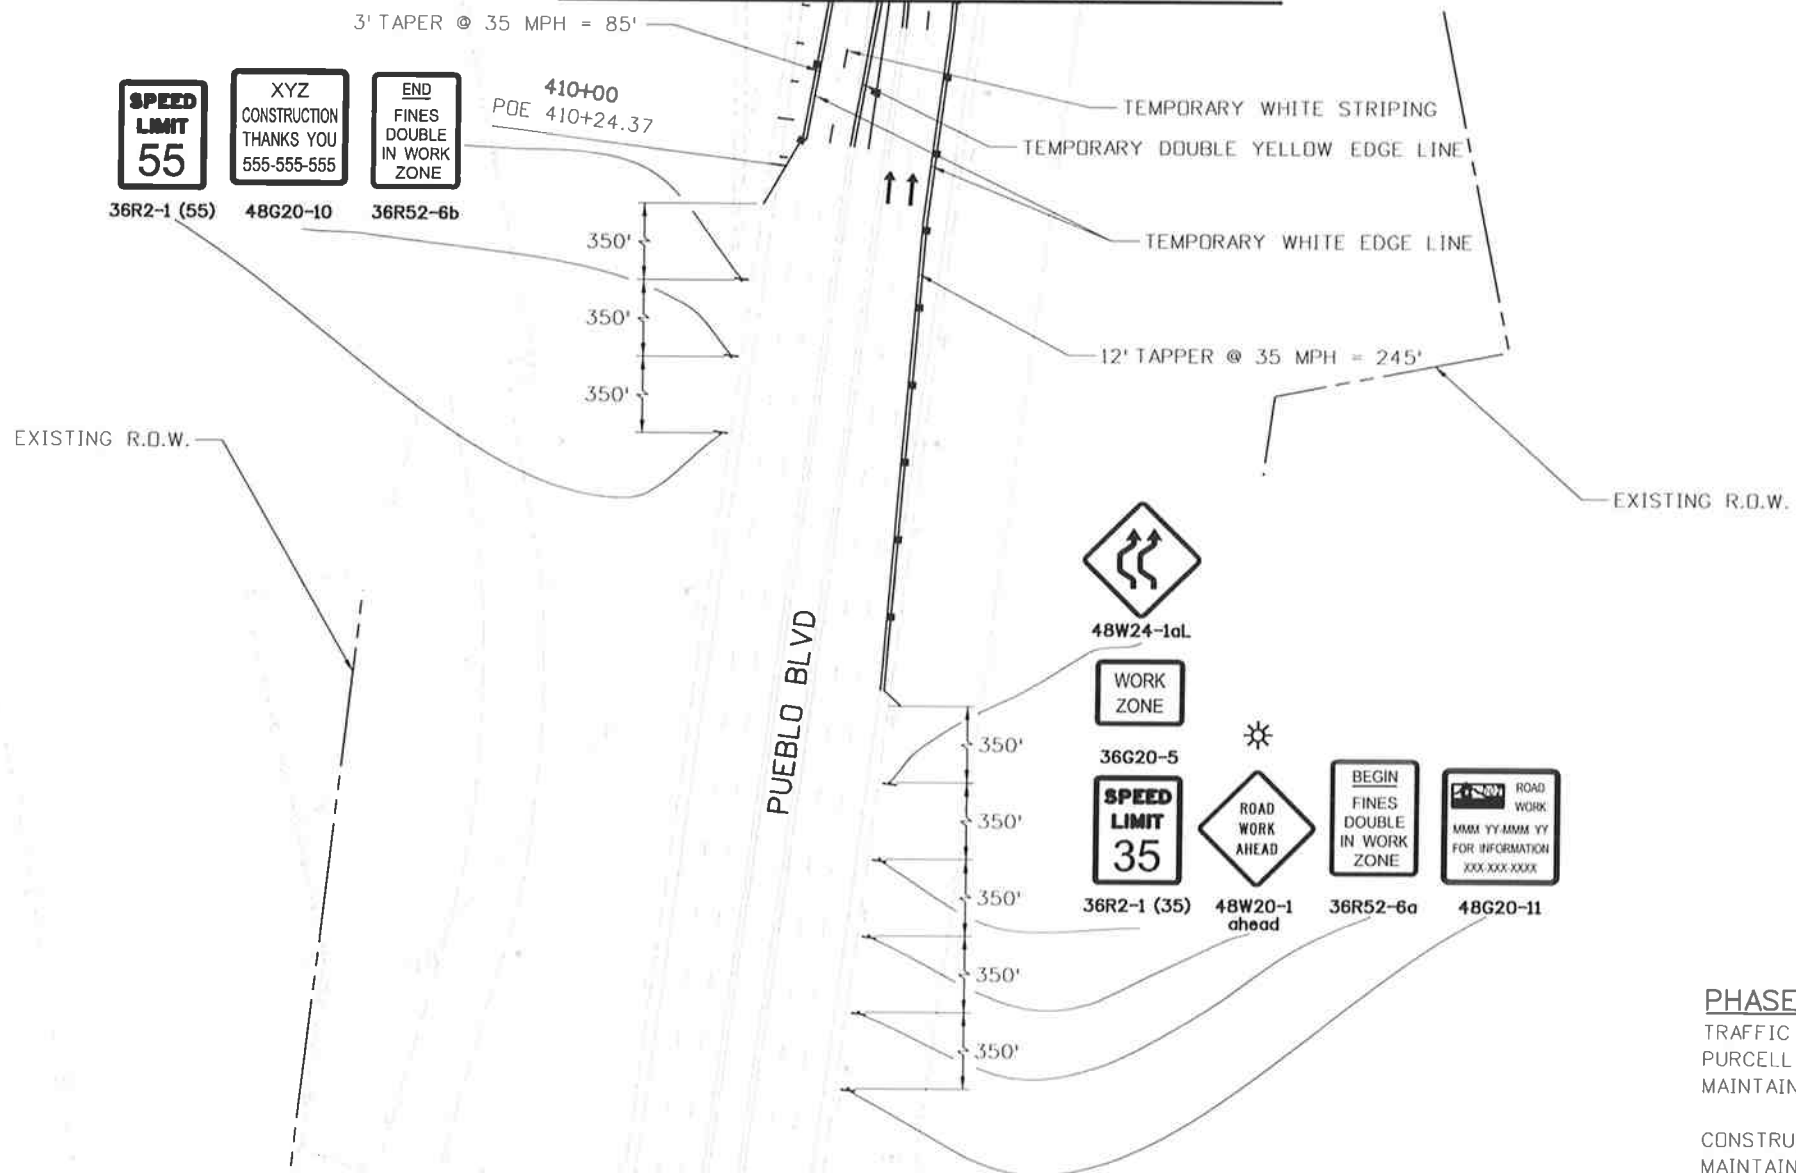 3' TAPER @ 35 MPH = 85'
SPEED
LIMIT
55
36R2-1 (55)
XYZ
CONSTRUCTION
THANKS YOU
555-555-555
48G20-10
END
FINES
DOUBLE
IN WORK
ZONE
36R52-6b
410+00
POE 410+24.37
TEMPORARY WHITE STRIPING
TEMPORARY DOUBLE YELLOW EDGE LINE
TEMPORARY WHITE EDGE LINE
350'
350'
350'
12' TAPPER @ 35 MPH = 245'
EXISTING R.O.W.
EXISTING R.O.W.
PUEBLO BLVD
48W24-1aL
WORK
ZONE
36G20-5
SPEED
LIMIT
35
36R2-1 (35)
ROAD
WORK
AHEAD
48W20-1
ahead
BEGIN
FINES
DOUBLE
IN WORK
ZONE
36R52-6a
ROAD
WORK
MMM YY-MMM YY
FOR INFORMATION
XXX-XXX-XXXX
48G20-11
350'
350'
350'
350'
350'
PHASE
TRAFFIC
PURCELL
MAINTAIN
CONSTRU
MAINTAIN